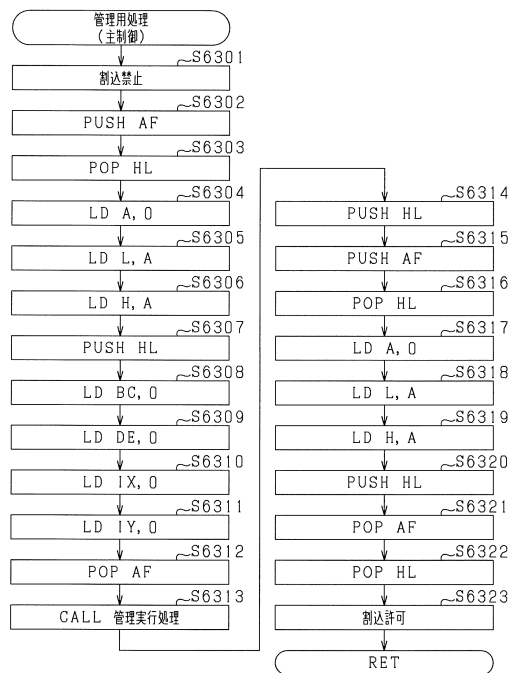 管理用処理
(主制御)
S6301
割込禁止
S6302
PUSH AF
S6303
POP HL
S6304
LD A, 0
S6305
LD L, A
S6306
LD H, A
S6307
PUSH HL
S6308
LD BC, 0
S6309
LD DE, 0
S6310
LD IX, 0
S6311
LD IY, 0
S6312
POP AF
S6313
CALL 管理実行処理
S6314
PUSH HL
S6315
PUSH AF
S6316
POP HL
S6317
LD A, 0
S6318
LD L, A
S6319
LD H, A
S6320
PUSH HL
S6321
POP AF
S6322
POP HL
S6323
割込許可
RET